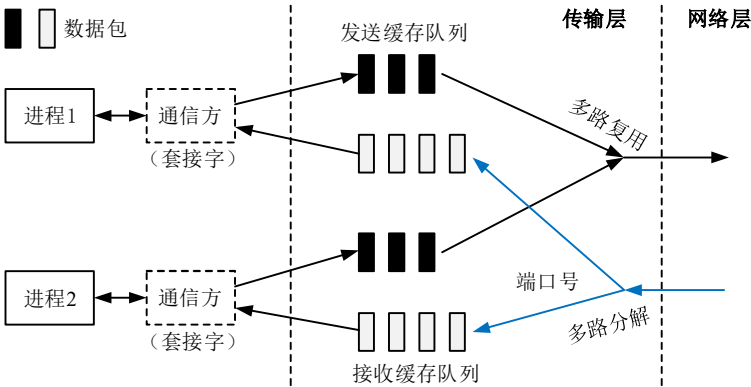 数据包
发送缓存队列
传输层
网络层
进程1
通信方
(套接字)
多路复用
进程2
通信方
(套接字)
端口号
多路分解
接收缓存队列